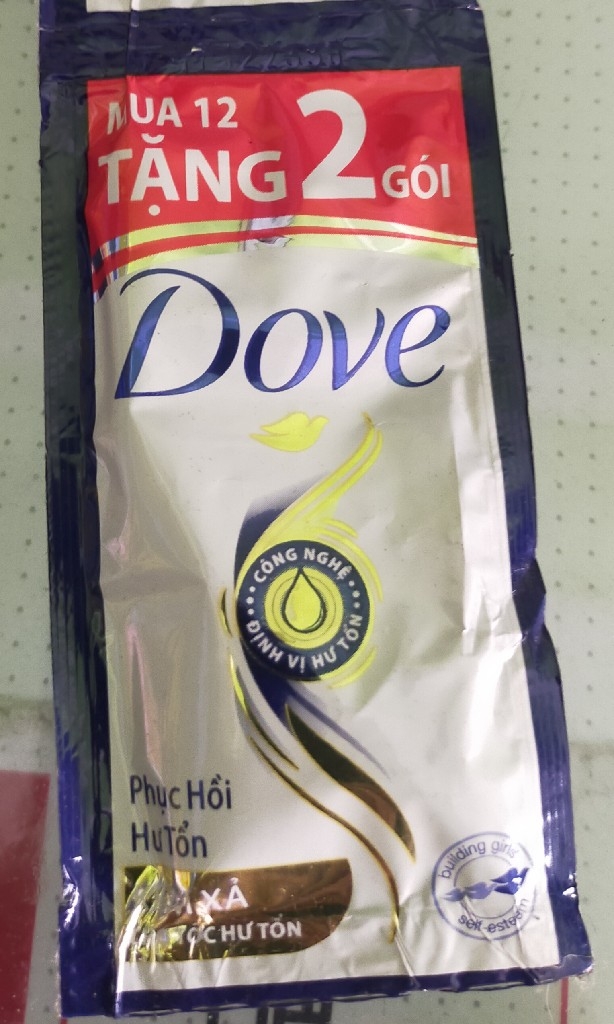 MUA 12
TẶNG 2 GÓI
Dove
CÔNG NGHỆ
ĐỊNH VỊ HƯ TỔN
Phục Hồi
Hư Tổn
XẢ
TÓC HƯ TỔN
building girls'
self-esteem